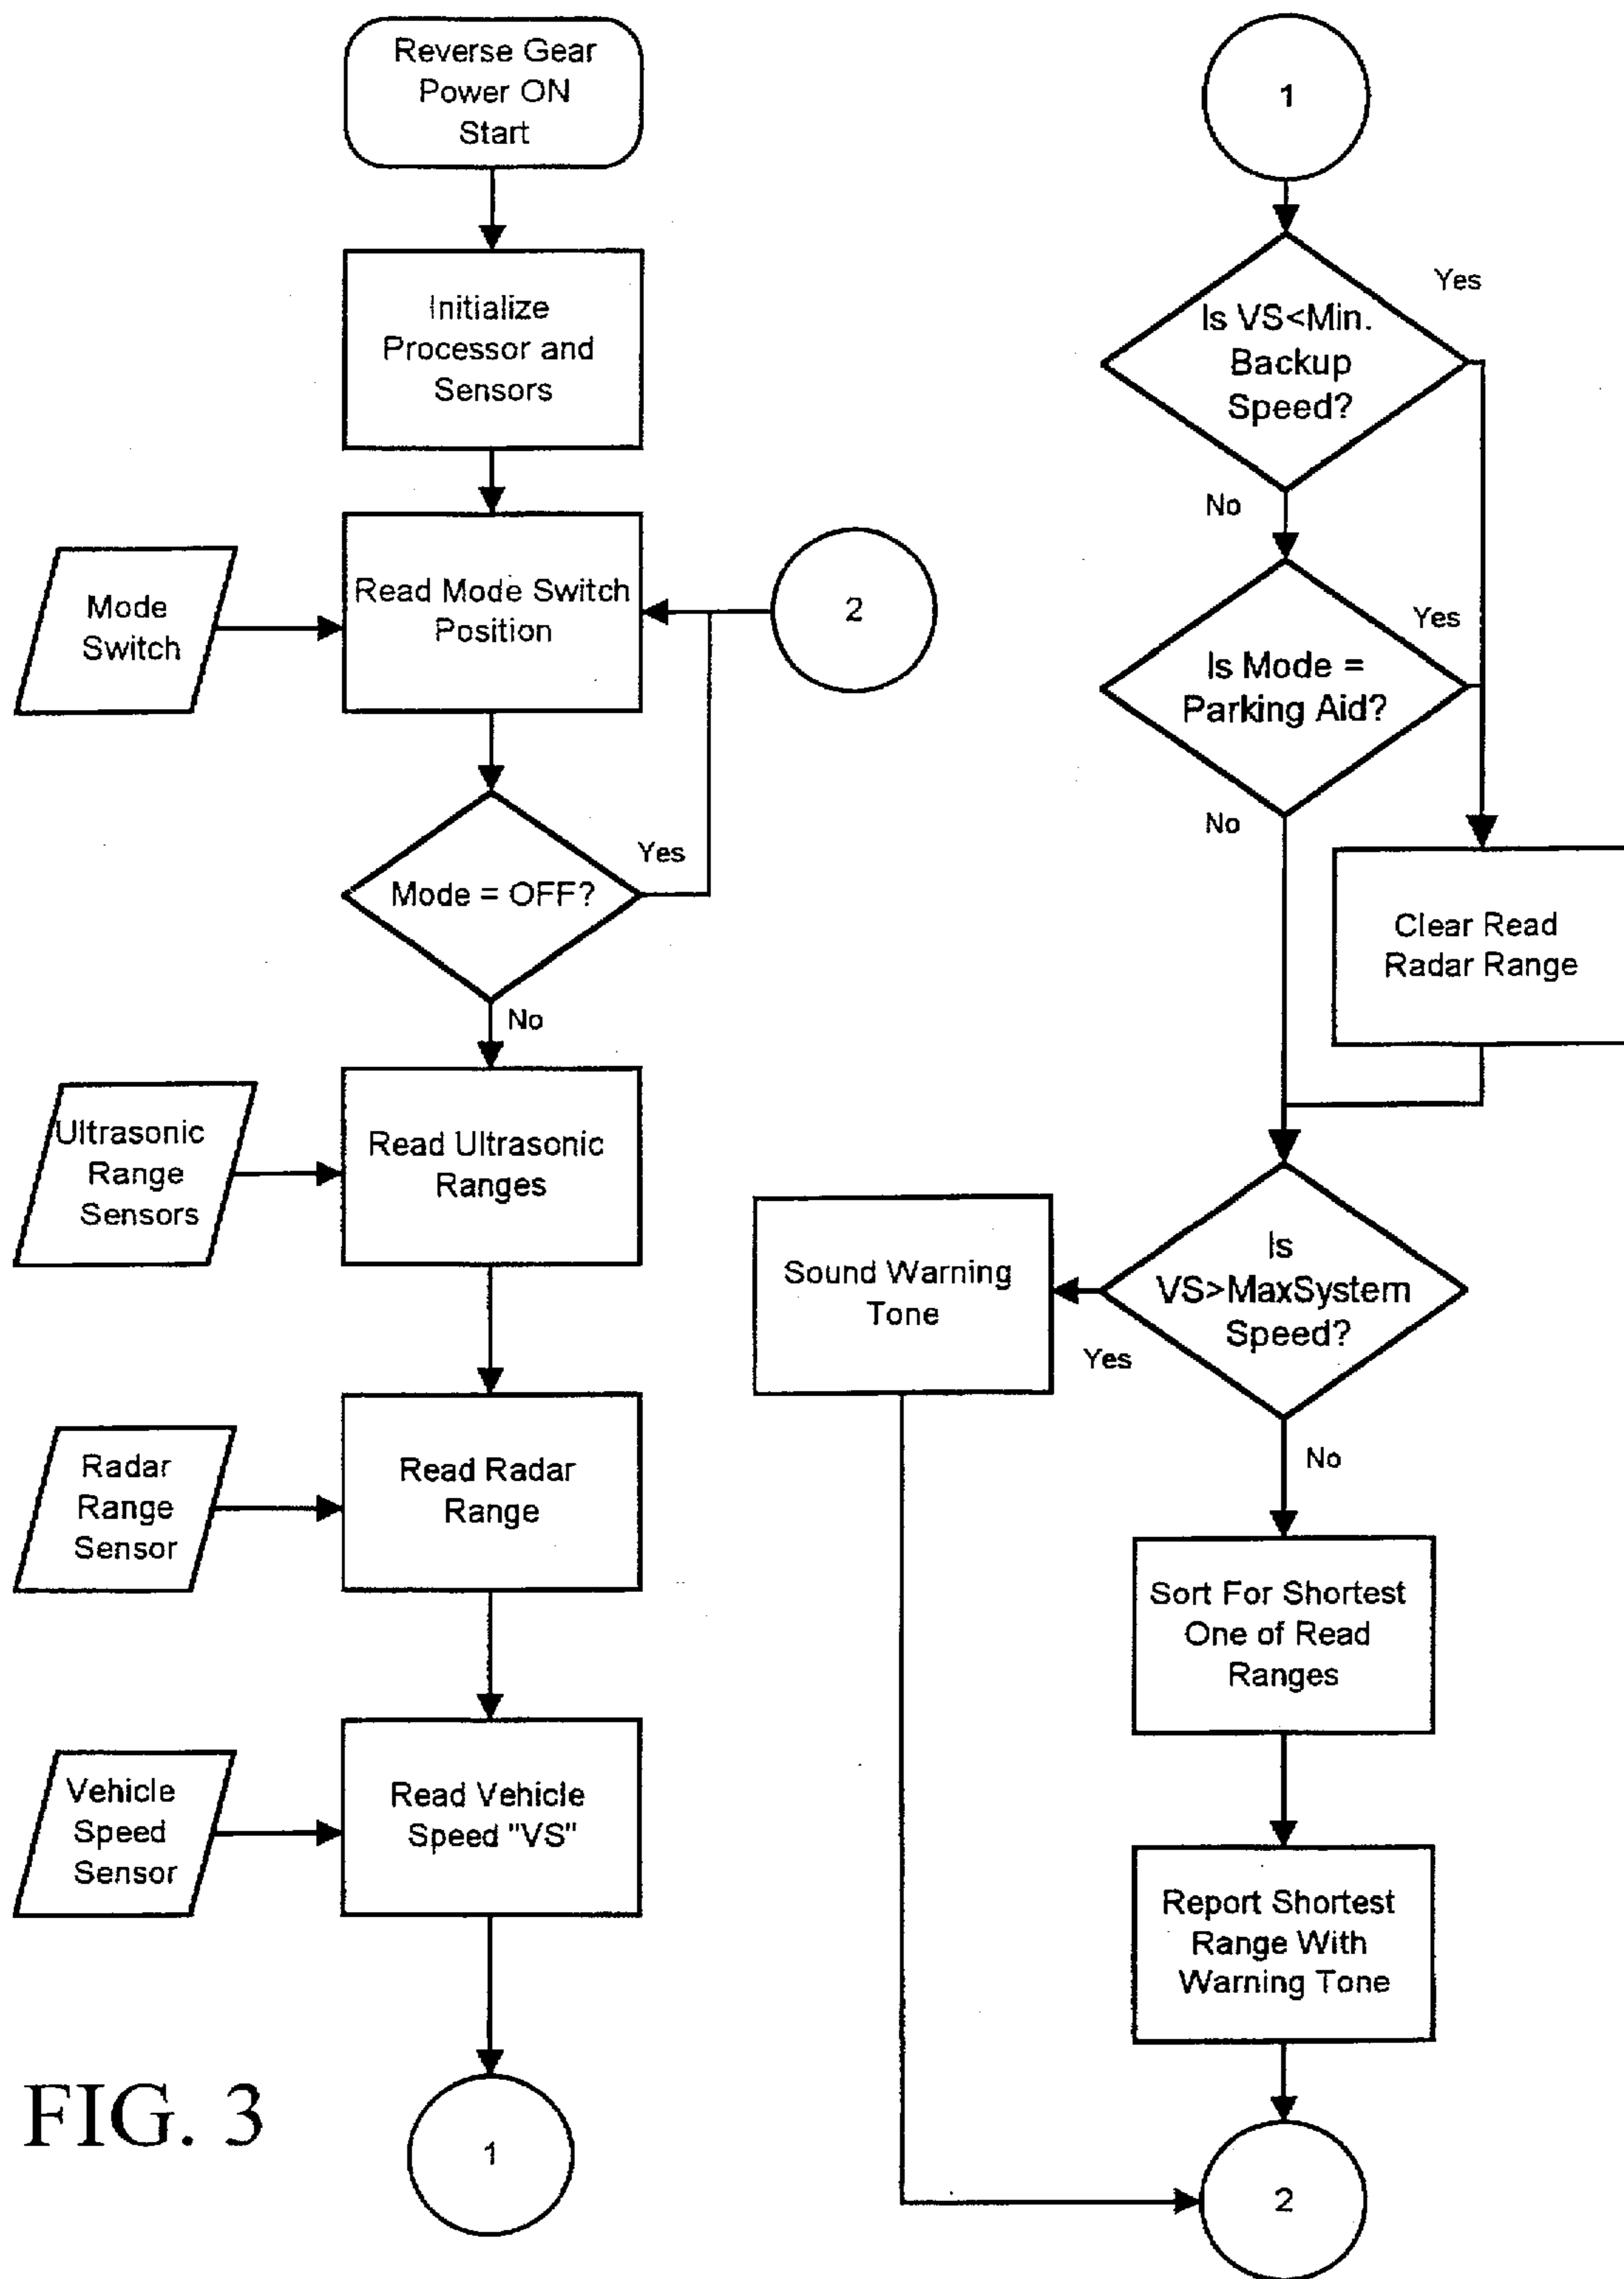 Reverse Gear
Power ON
Start
Initialize
Processor and
Sensors
Mode
Switch
Read Mode Switch
Position
2
Mode = OFF?
Yes
No
Ultrasonic
Range
Sensors
Read Ultrasonic
Ranges
Radar
Range
Sensor
Read Radar
Range
Vehicle
Speed
Sensor
Read Vehicle
Speed "VS"
1
FIG. 3
1
Is VS<Min.
Backup
Speed?
Yes
No
Is Mode =
Parking Aid?
Yes
No
Clear Read
Radar Range
Is
VS>MaxSystem
Speed?
Yes
Sound Warning
Tone
No
Sort For Shortest
One of Read
Ranges
Report Shortest
Range With
Warning Tone
2